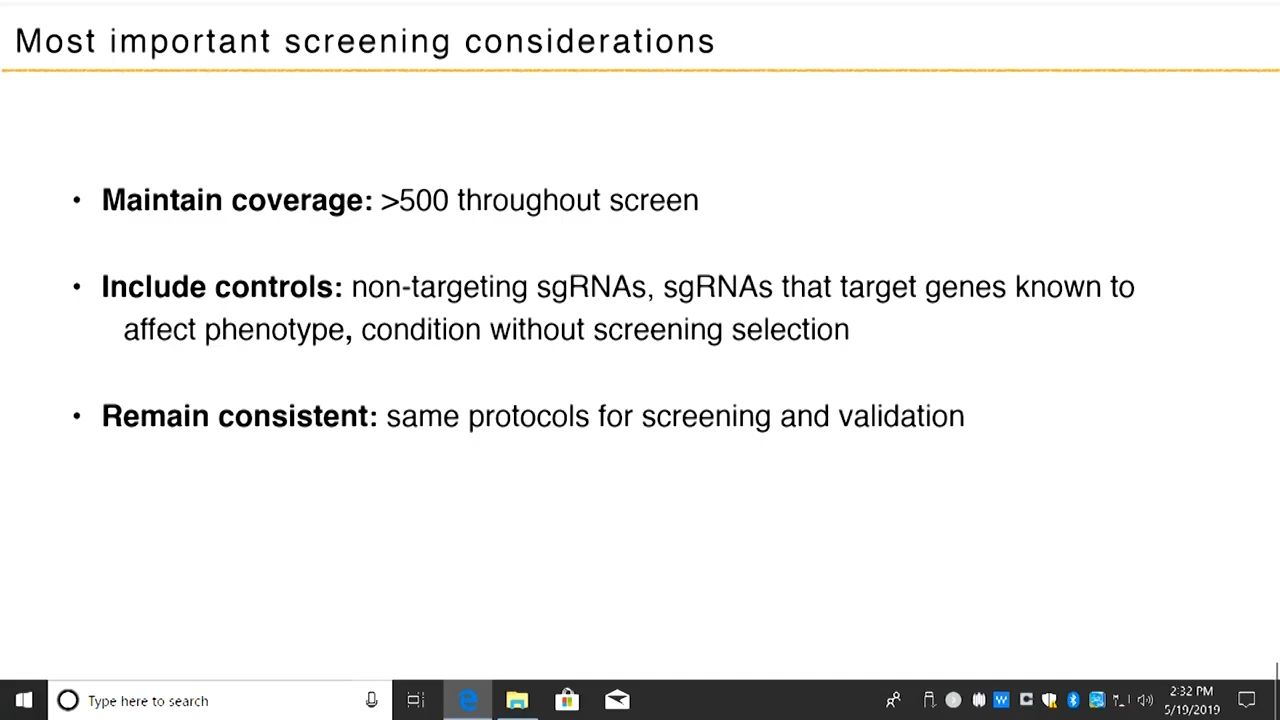 Most important screening considerations
• Maintain coverage: >500 throughout screen
• Include controls: non-targeting sgRNAs, sgRNAs that target genes known to
affect phenotype, condition without screening selection
• Remain consistent: same protocols for screening and validation
Type here to search
2:32 PM
5/19/2019